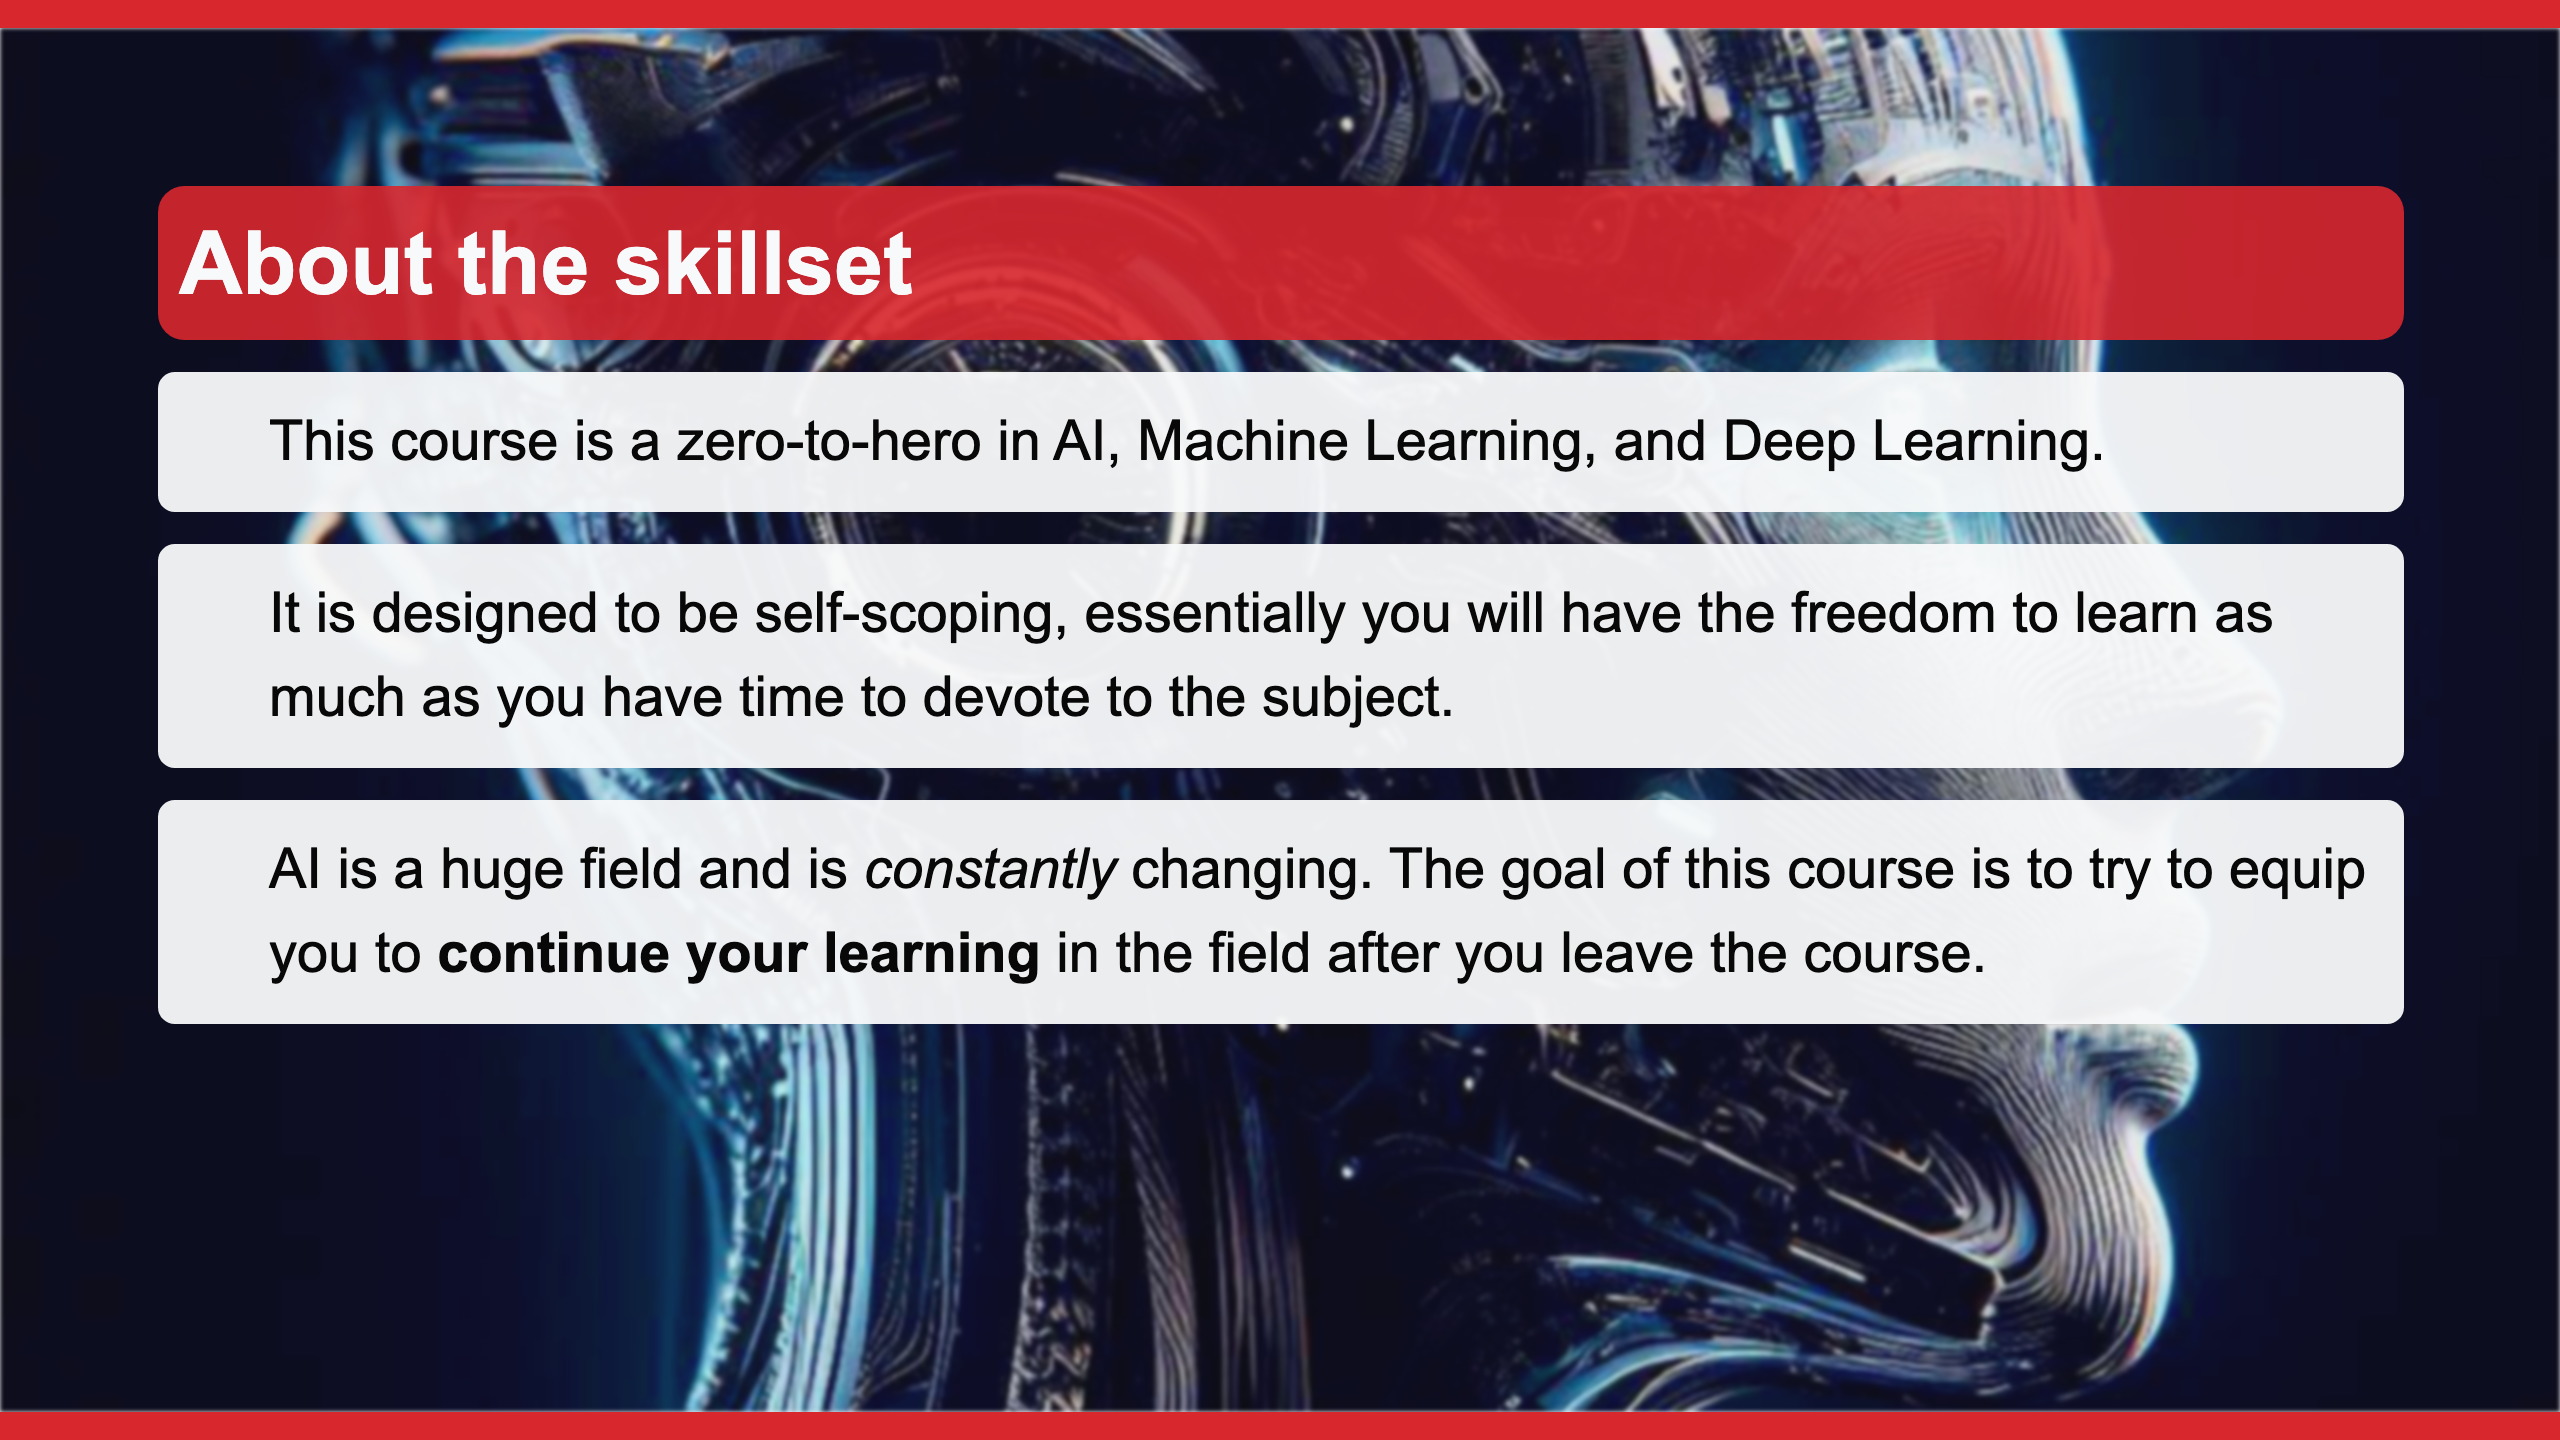 About the skillset
This course is a zero-to-hero in AI, Machine Learning, and Deep Learning.
It is designed to be self-scoping, essentially you will have the freedom to learn as
much as you have time to devote to the subject.
AI is a huge field and is constantly changing. The goal of this course is to try to equip
you to continue your learning in the field after you leave the course.